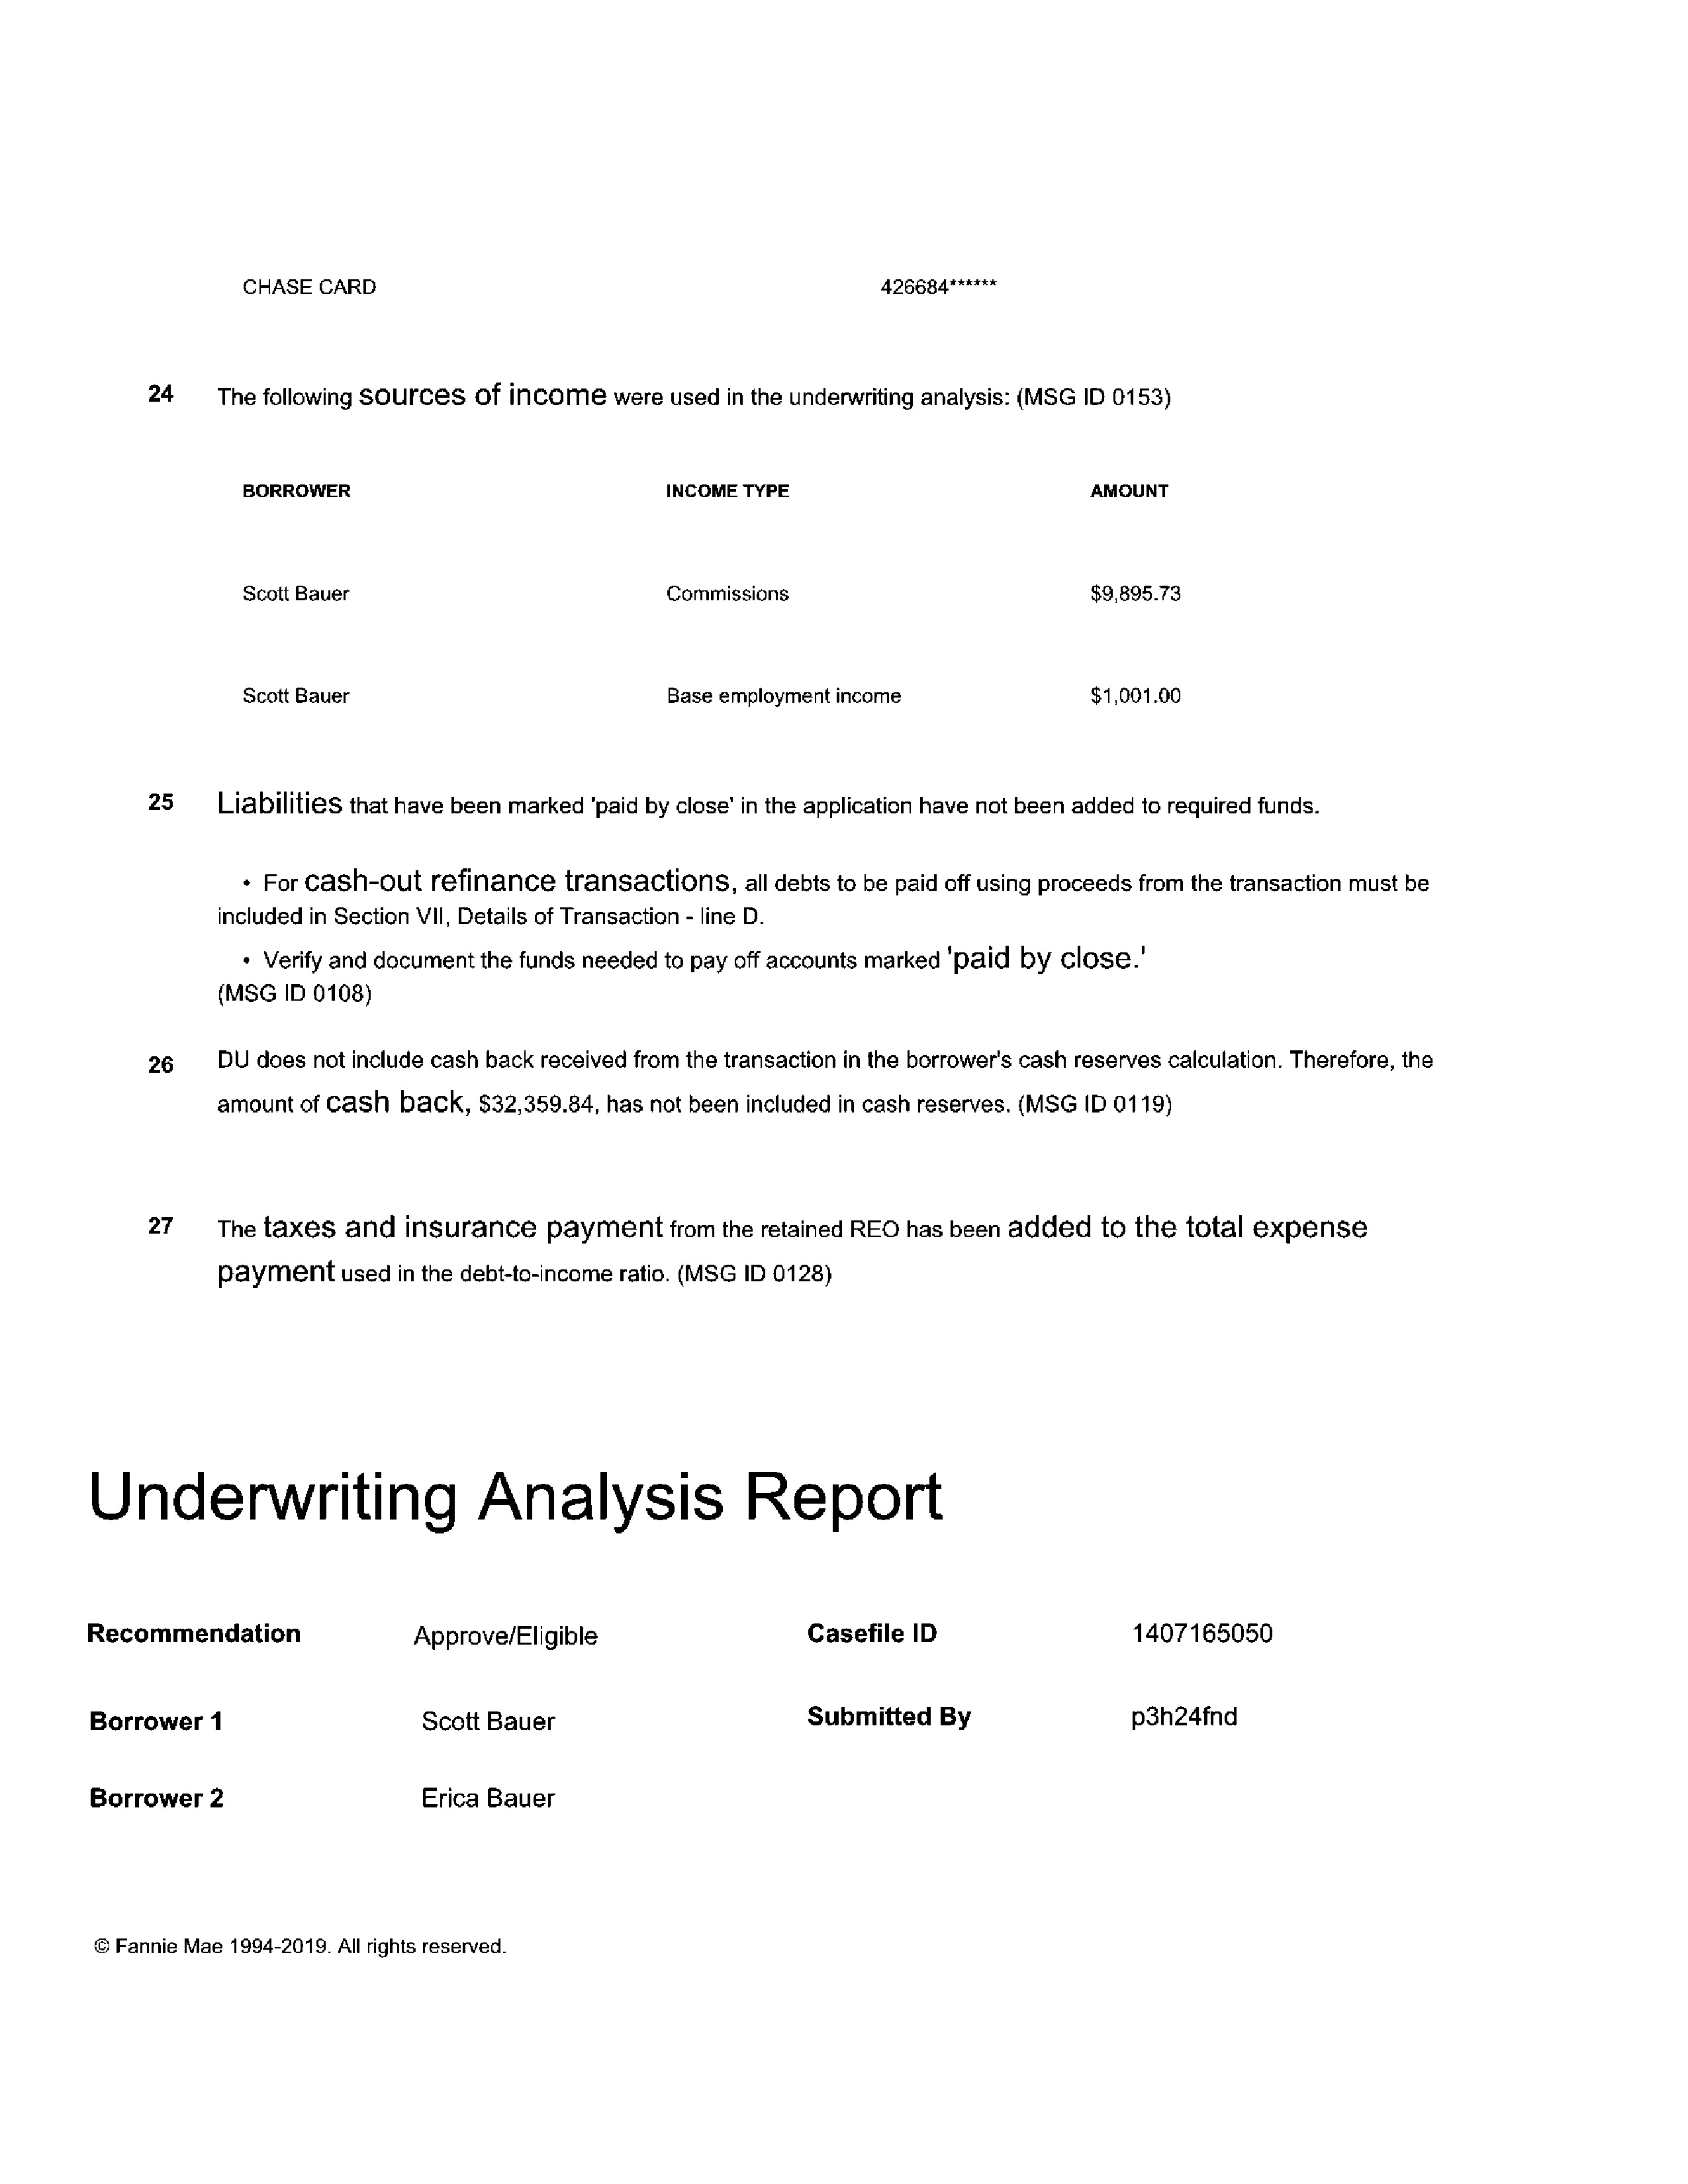 CHASE CARD 426684******
24 The following sources of income were used in the underwriting analysis: (MSG ID 0153)
BORROWER INCOME TYPE AMOUNT
Scott Bauer Commissions $9,895.73
Scott Bauer Base employment income $1,001.00
25 Liabilities that have been marked 'paid by close' in the application have not been added to required funds.
• For cash-out refinance transactions, all debts to be paid off using proceeds from the transaction must be
included in Section VII, Details of Transaction - line D.
• Verify and document the funds needed to pay off accounts marked 'paid by close.'
(MSG ID 0108)
26 DU does not include cash back received from the transaction in the borrower's cash reserves calculation. Therefore, the
amount of cash back, $32,359.84, has not been included in cash reserves. (MSG ID 0119)
27 The taxes and insurance payment from the retained REO has been added to the total expense
payment used in the debt-to-income ratio. (MSG ID 0128)
Underwriting Analysis Report
Recommendation Approve/Eligible Casefile ID 1407165050
Borrower 1 Scott Bauer Submitted By p3h24fnd
Borrower 2 Erica Bauer
© Fannie Mae 1994-2019. All rights reserved.